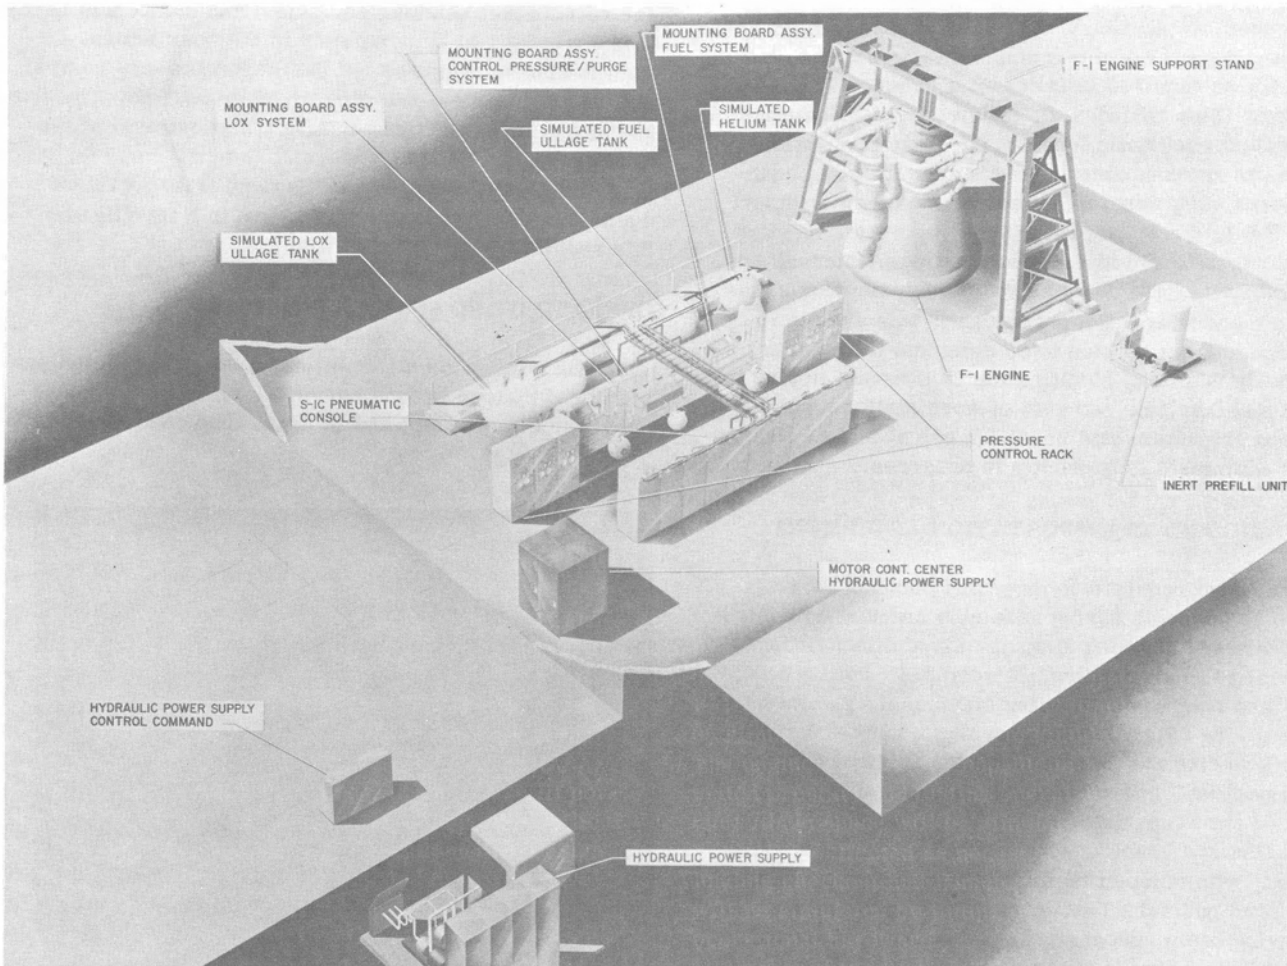 MOUNTING BOARD ASSY.
FUEL SYSTEM
MOUNTING BOARD ASSY.
CONTROL PRESSURE/PURGE
SYSTEM
F-1 ENGINE SUPPORT STAND
MOUNTING BOARD ASSY.
LOX SYSTEM
SIMULATED FUEL
ULLAGE TANK
SIMULATED
HELIUM TANK
SIMULATED LOX
ULLAGE TANK
F-1 ENGINE
S-IC PNEUMATIC
CONSOLE
PRESSURE
CONTROL RACK
INERT PREFILL UNIT
MOTOR CONT. CENTER
HYDRAULIC POWER SUPPLY
HYDRAULIC POWER SUPPLY
CONTROL COMMAND
HYDRAULIC POWER SUPPLY